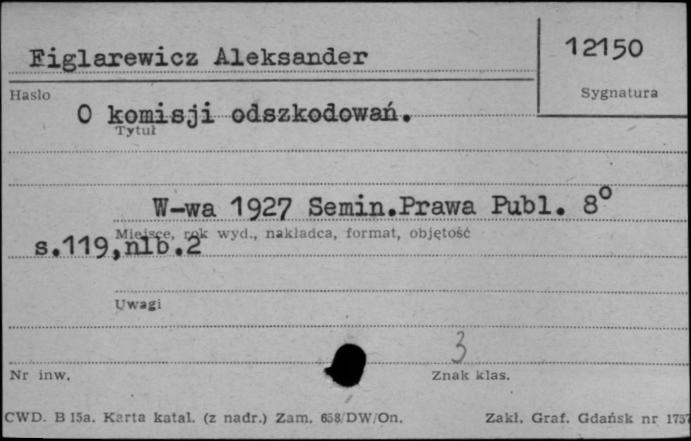 Figlarewicz Aleksander
12150
Hasło
Sygnatura
O komisji odszkodowań.
Tytuł
W-wa 1927 Semin.Prawa Publ. 8°
Miejsce, rok wyd., nakładca, format, objętość
s.119,nlb.2
Uwagi
3
Nr inw.
Znak klas.
CWD. B 15a. Karta katal. (z nadr.) Zam. 658/DW/On.
Zakł. Graf. Gdańsk nr 1757